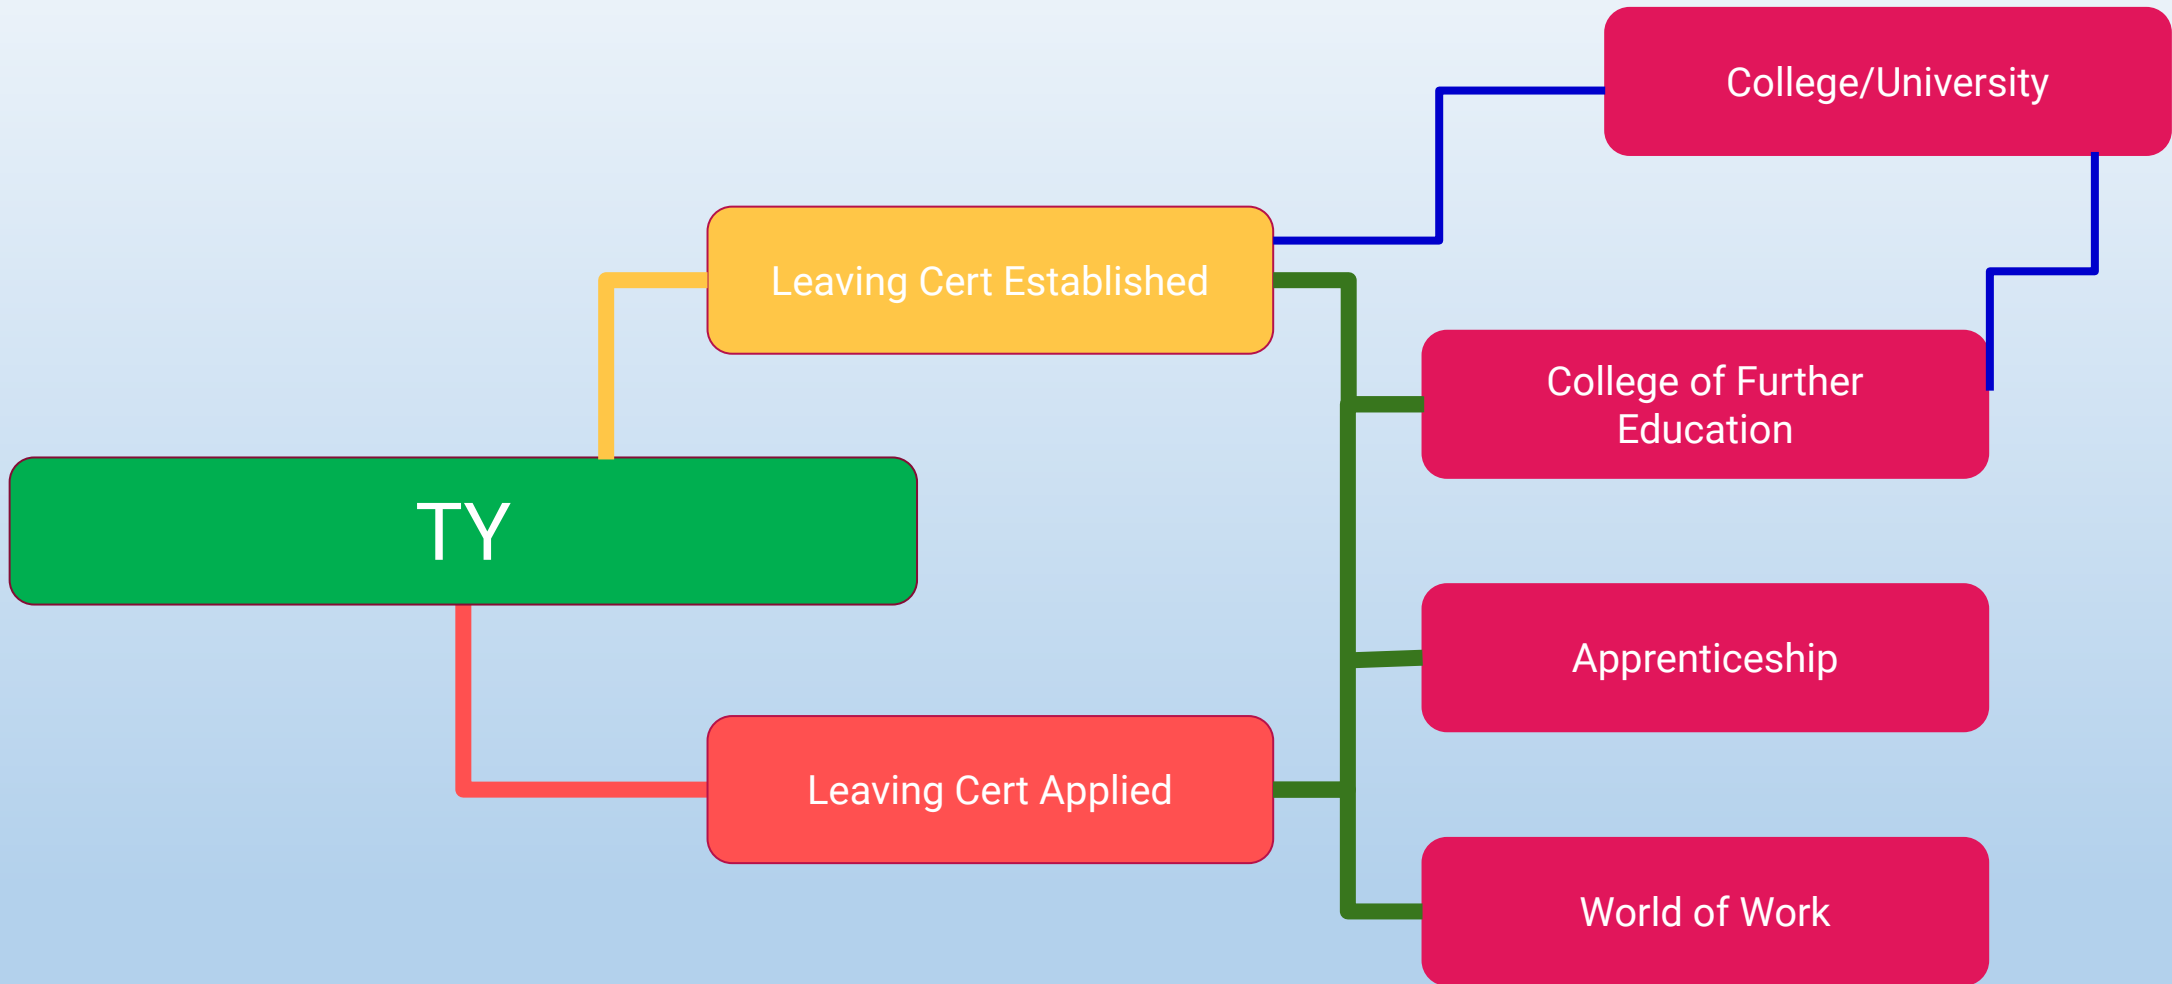 College/University
Leaving Cert Established
College of Further
Education
TY
Apprenticeship
Leaving Cert Applied
World of Work